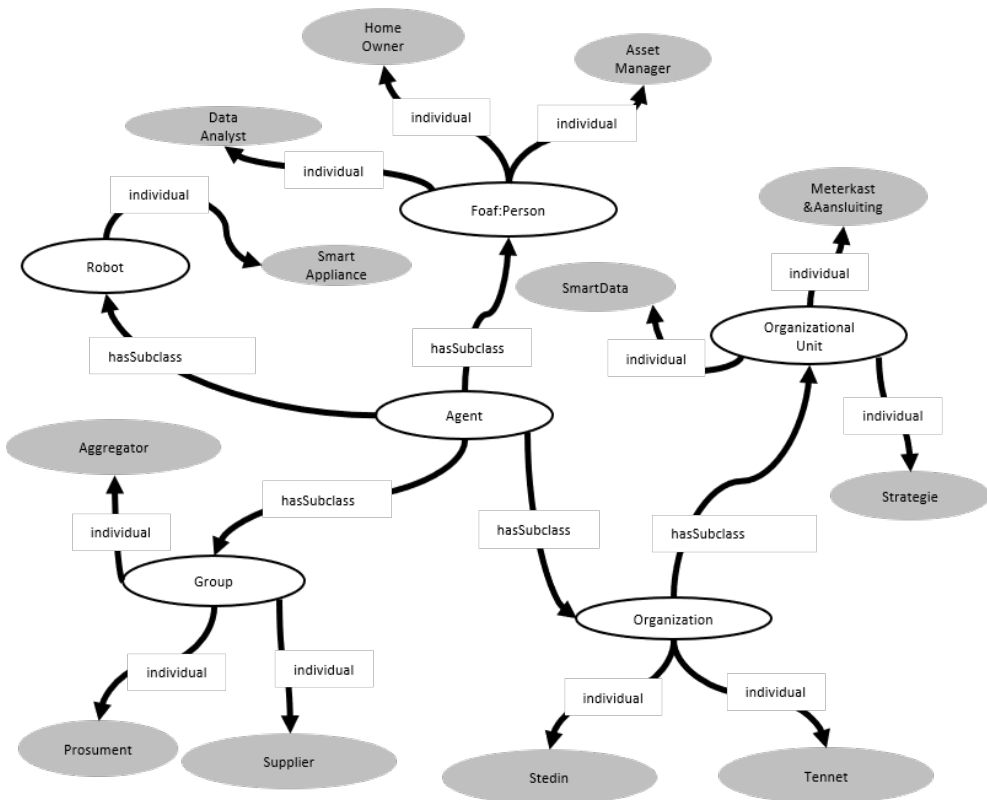 Home
Owner
Asset
Manager
individual
individual
Data
Analyst
individual
Foaf:Person
individual
Robot
Smart
Appliance
Meterkast
&Aansluiting
individual
SmartData
Organizational
Unit
individual
hasSubclass
hasSubclass
Agent
individual
Aggregator
Strategie
hasSubclass
individual
hasSubclass
hasSubclass
Group
Organization
individual
individual
individual
individual
Prosument
Supplier
Stedin
Tennet